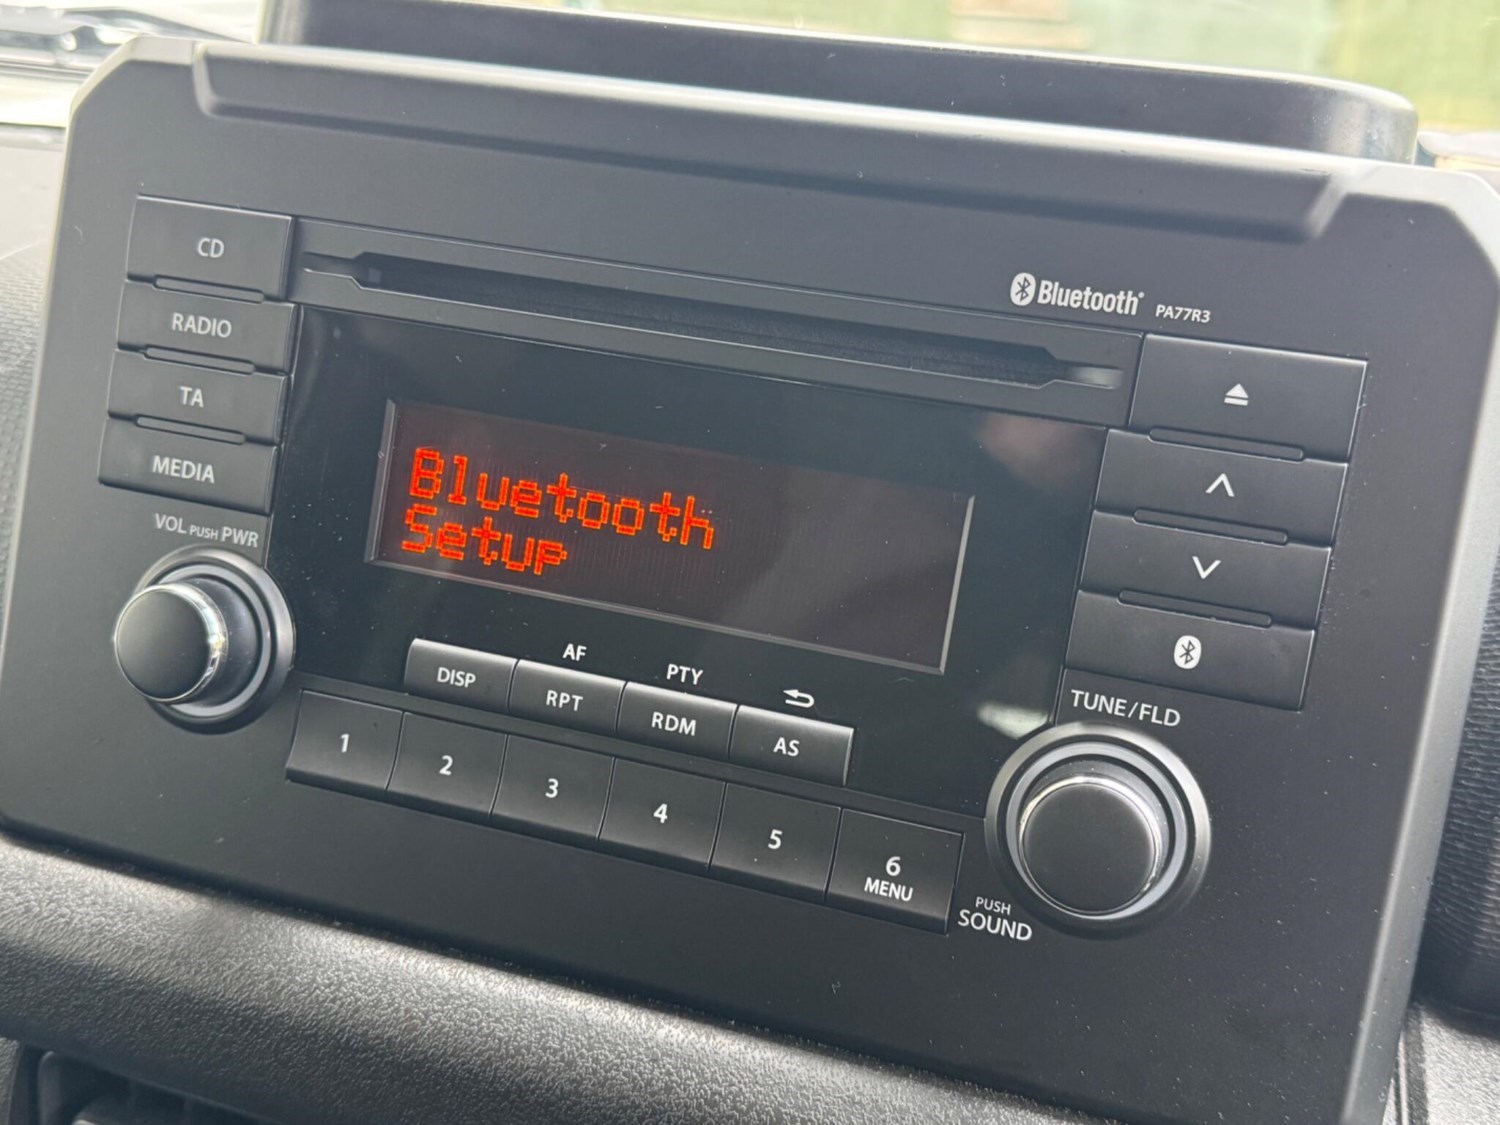 CD
Bluetooth® PA77R3
RADIO
TA
MEDIA
Bluetooth
Setup
VOL PUSH PWR
AF
PTY
DISP
RPT
RDM
AS
TUNE/FLD
1
2
3
4
5
6
MENU
PUSH
SOUND